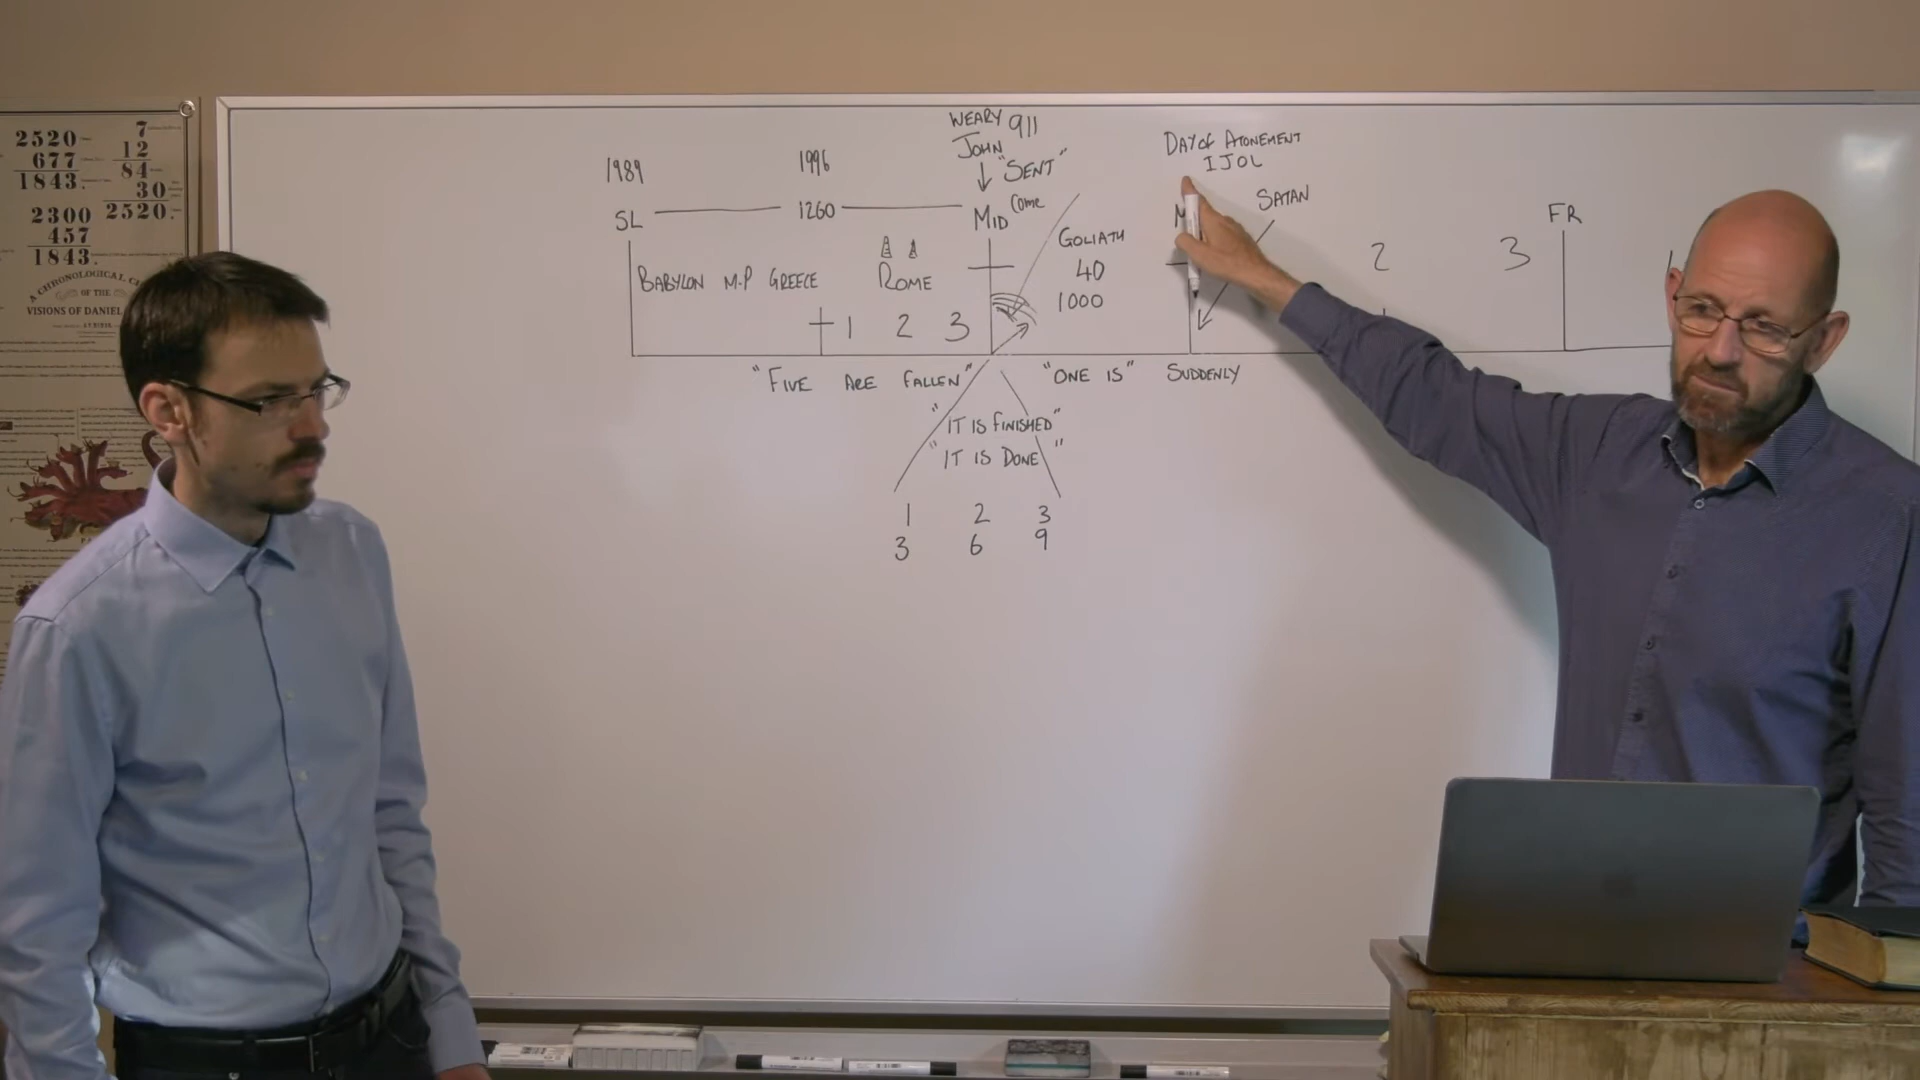 2520
677
1843.
2300
457
1843.
7
12
84
30
2520.
A CHRONOLOGICAL
OF THE
VISIONS OF DANIEL
1989
1996
WEARY 911
JOHN
"SENT"
DAY OF ATONEMENT
IJOL
SATAN
SL
1260
MID
COME
FR
GOLIATH
40
1000
BABYLON M-P GREECE ROME
1 2 3
2 3
"FIVE ARE FALLEN" "ONE IS" SUDDENLY
"IT IS FINISHED"
"IT IS DONE"
1 2 3
3 6 9